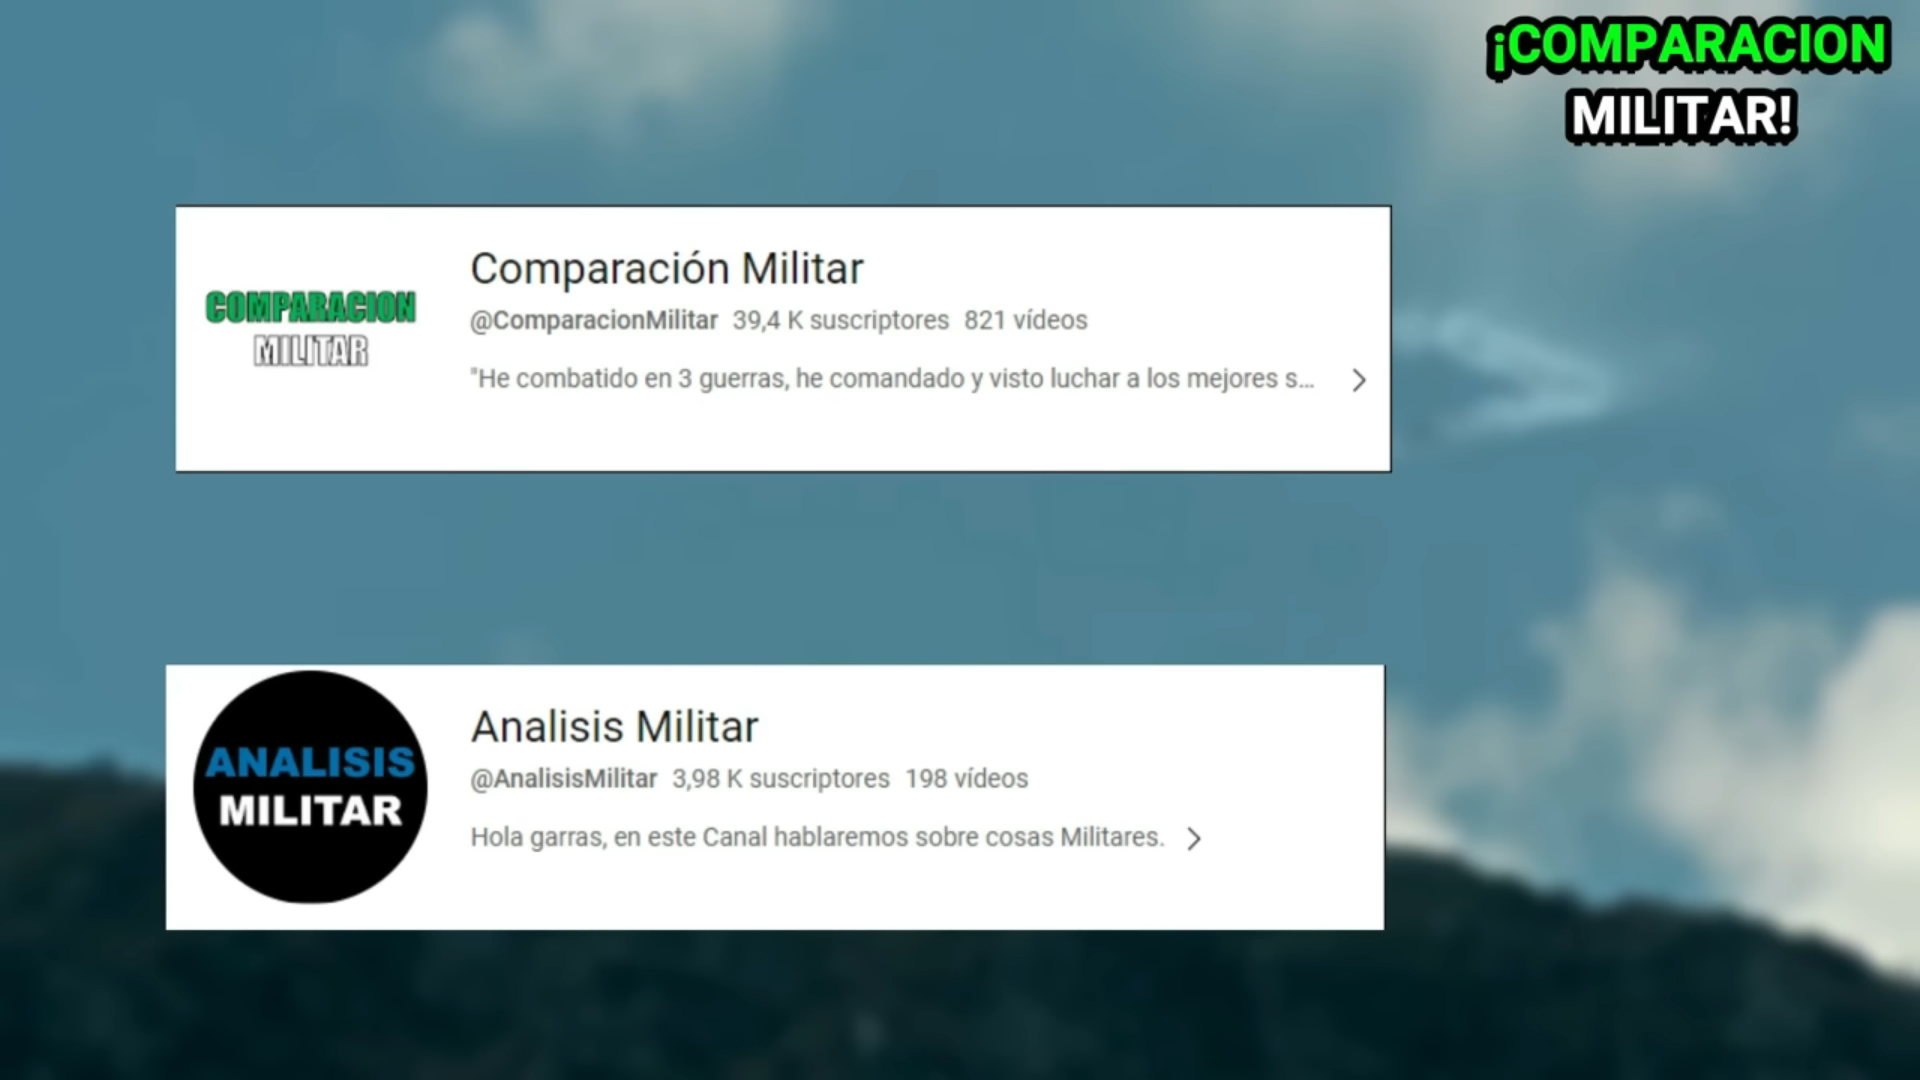 ¡COMPARACION
MILITAR!
Comparación Militar
COMPARACION
MILITAR
@ComparacionMilitar 39,4 K suscriptores 821 vídeos
"He combatido en 3 guerras, he comandado y visto luchar a los mejores s...
Analisis Militar
ANALISIS
MILITAR
@AnalisisMilitar 3,98 K suscriptores 198 vídeos
Hola garras, en este Canal hablaremos sobre cosas Militares.